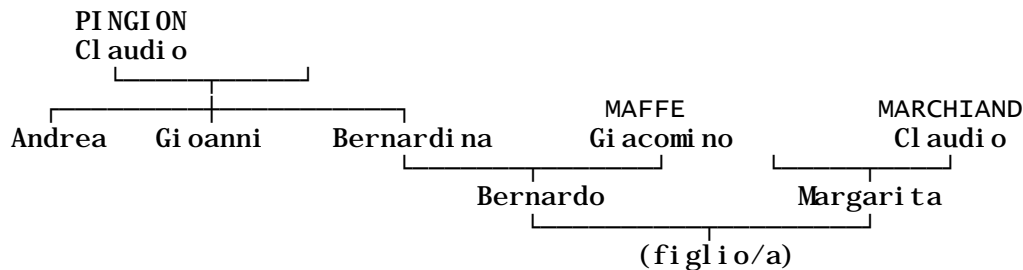 PINGION
Claudio
MAFFE MARCHIAND
Andrea Gioanni Bernardina Giacomino Claudio
Bernardo Margarita
(figlio/a)